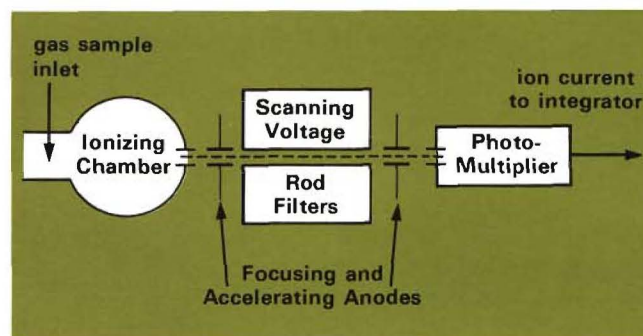 gas sample
inlet
Ionizing
Chamber
Scanning
Voltage
Rod
Filters
Focusing and
Accelerating Anodes
Photo-
Multiplier
ion current
to integrator